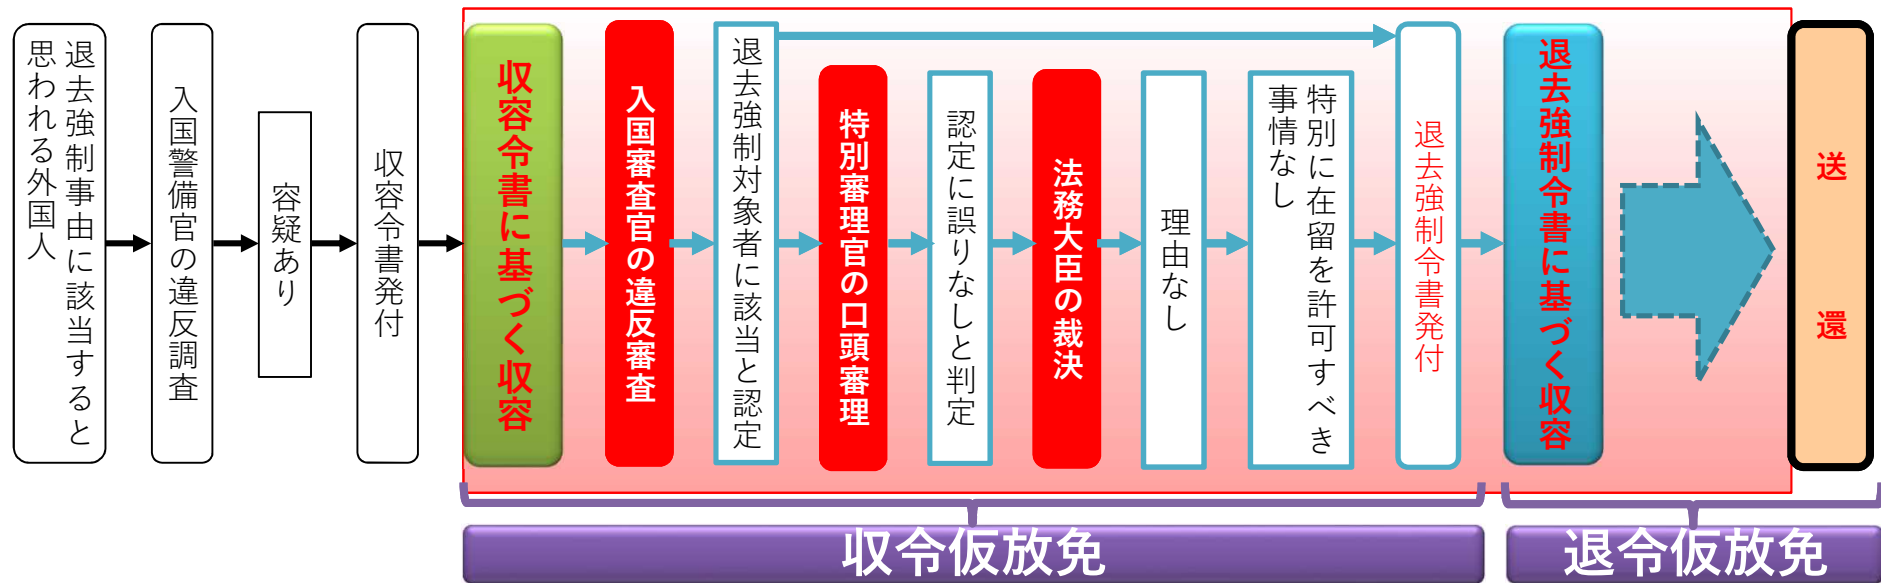 退去強制事由に該当すると
思われる外国人
入国警備官の違反調査
容疑あり
収容令書発付
収容令書に基づく収容
入国審査官の違反審査
退去強制対象者に該当と認定
特別審理官の口頭審理
認定に誤りなしと判定
法務大臣の裁決
理由なし
特別に在留を許可すべき
事情なし
退去強制令書発付
退去強制令書に基づく収容
送還
収令仮放免
退令仮放免